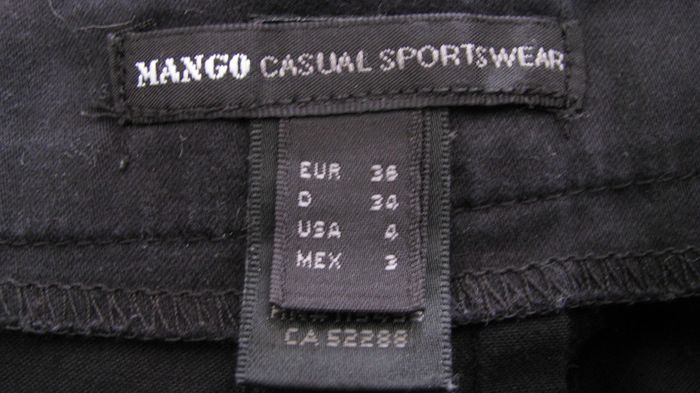 MANGO CASUAL SPORTSWEAR
EUR 36
D 34
USA 4
MEX 3
CA 52288